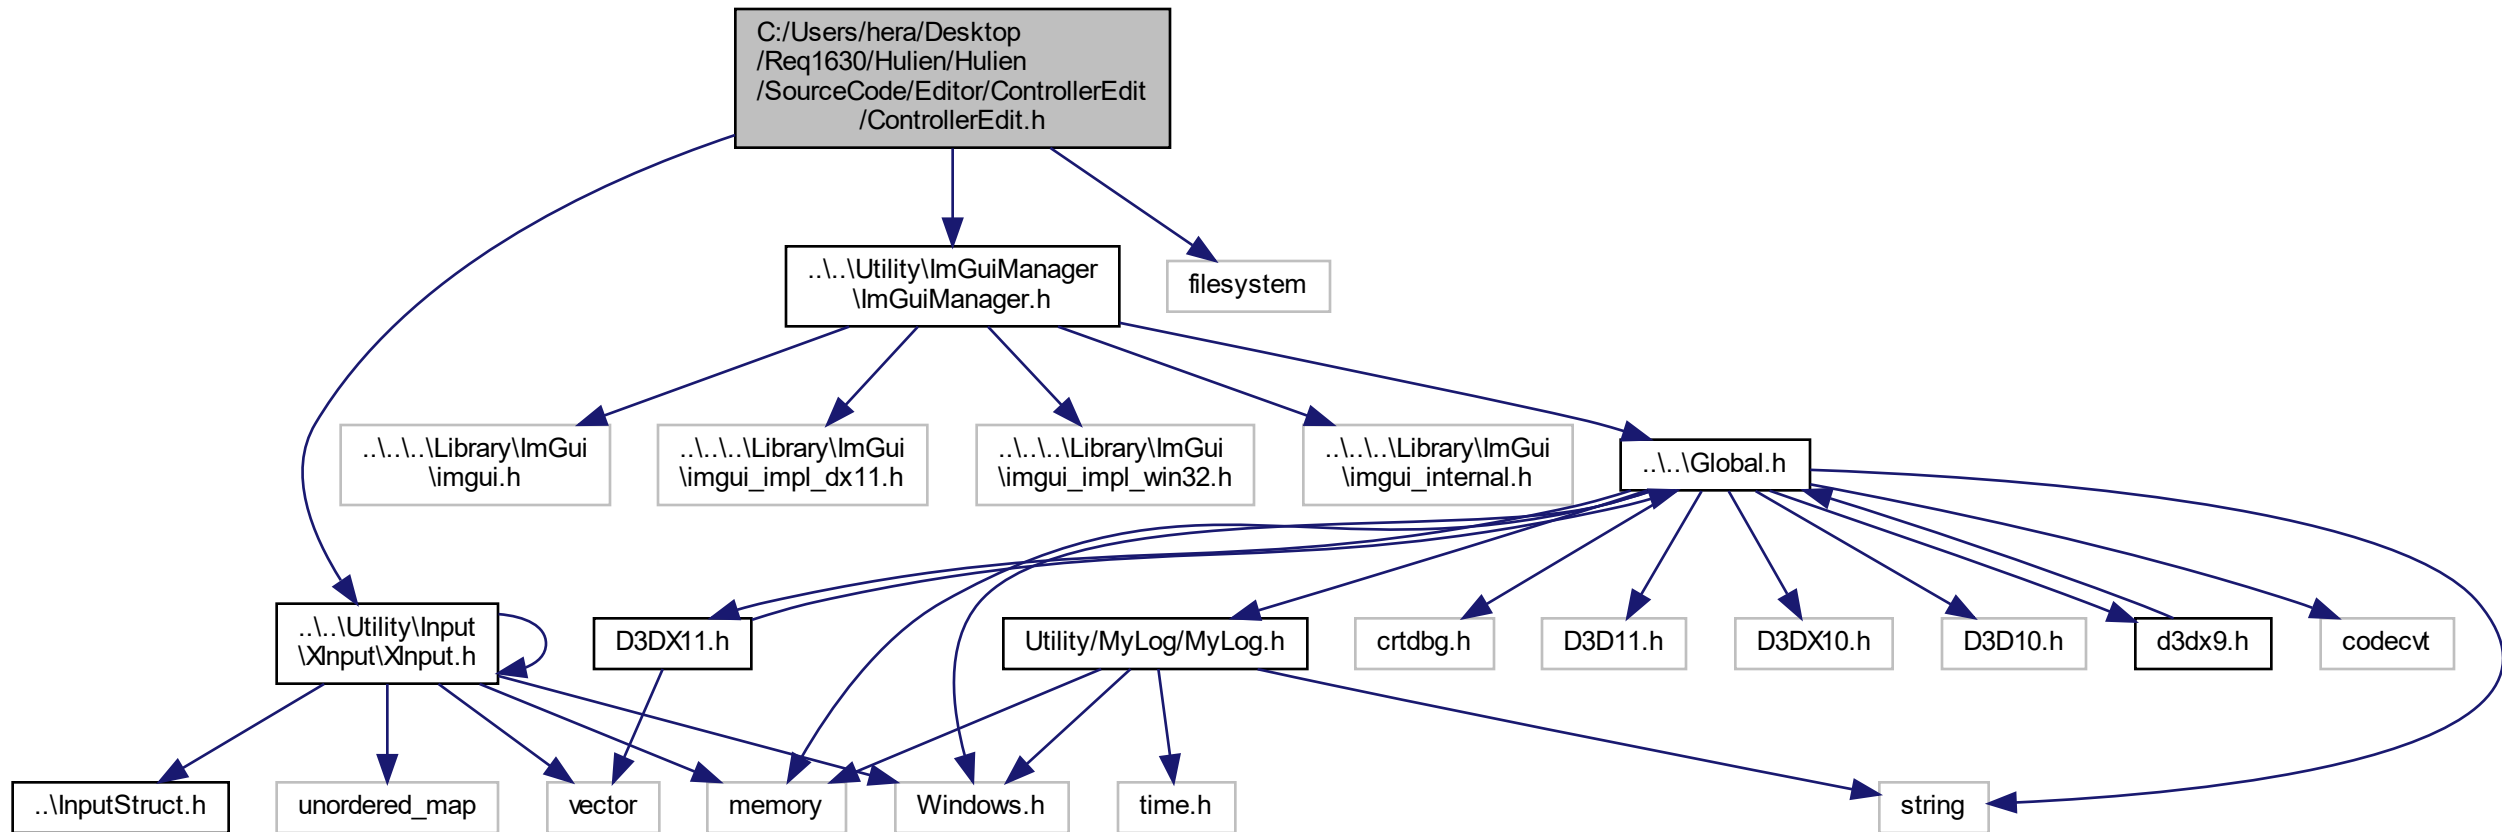 C:/Users/hera/Desktop
/Req1630/Hulien/Hulien
/SourceCode/Editor/ControllerEdit
/ControllerEdit.h
..\..\Utility\ImGuiManager
\ImGuiManager.h
filesystem
..\..\..\Library\ImGui
\imgui.h
..\..\..\Library\ImGui
\imgui_impl_dx11.h
..\..\..\Library\ImGui
\imgui_impl_win32.h
..\..\..\Library\ImGui
\imgui_internal.h
..\..\Global.h
..\..\Utility\Input
\XInput\XInput.h
D3DX11.h
Utility/MyLog/MyLog.h
crtdbg.h
D3D11.h
D3DX10.h
D3D10.h
d3dx9.h
codecvt
..\InputStruct.h
unordered_map
vector
memory
Windows.h
time.h
string